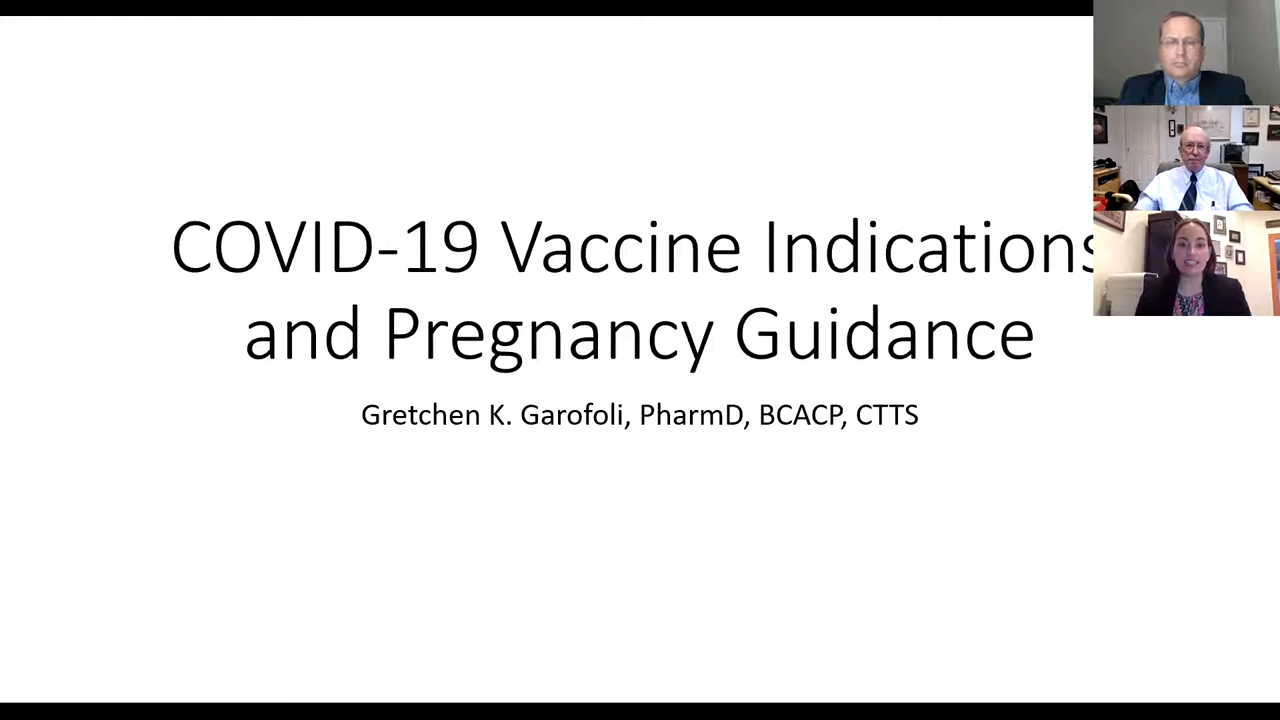 COVID-19 Vaccine Indications
and Pregnancy Guidance
Gretchen K. Garofoli, PharmD, BCACP, CTTS